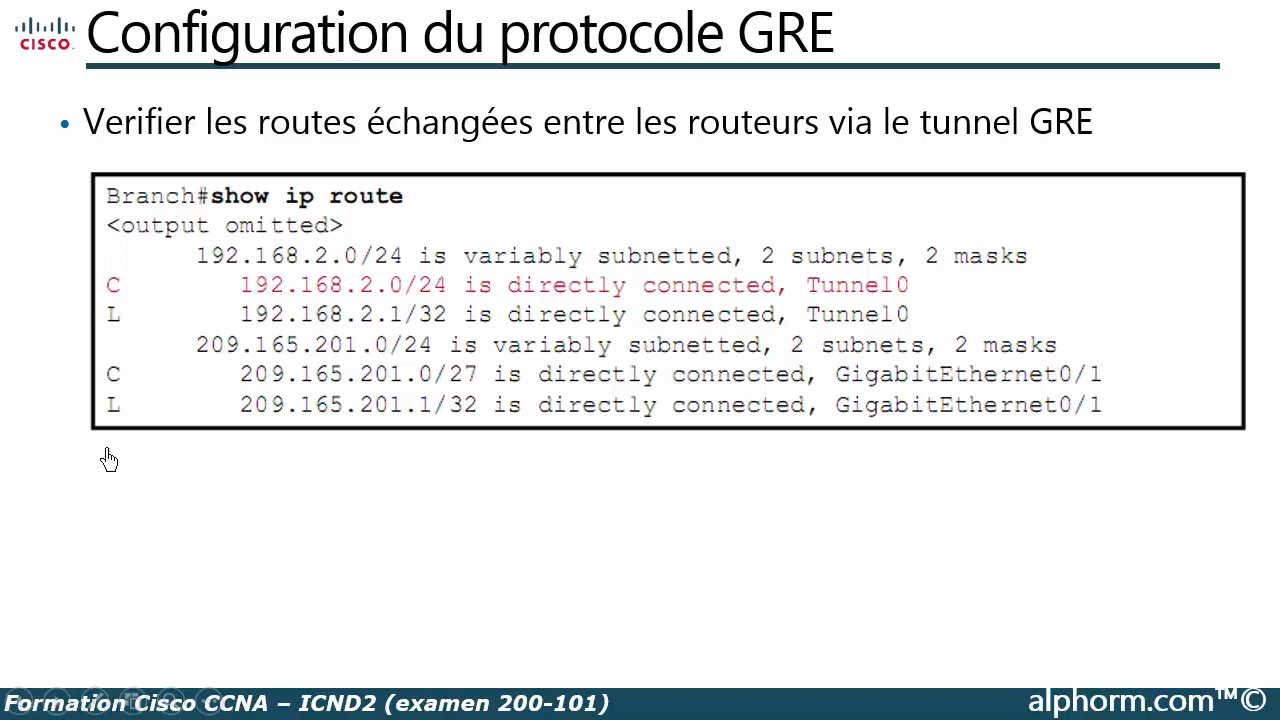 CISCO
Configuration du protocole GRE
• Verifier les routes échangées entre les routeurs via le tunnel GRE
Branch#show ip route
<output omitted>
192.168.2.0/24 is variably subnetted, 2 subnets, 2 masks
C 192.168.2.0/24 is directly connected, Tunnel0
L 192.168.2.1/32 is directly connected, Tunnel0
209.165.201.0/24 is variably subnetted, 2 subnets, 2 masks
C 209.165.201.0/27 is directly connected, GigabitEthernet0/1
L 209.165.201.1/32 is directly connected, GigabitEthernet0/1
Formation Cisco CCNA – ICND2 (examen 200-101)
alphorm.com™©